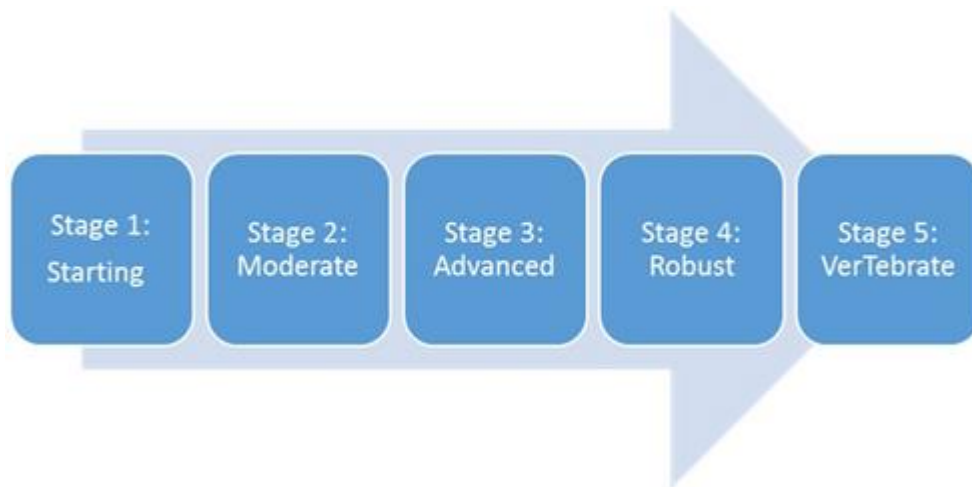 Stage 1:
Starting
Stage 2:
Moderate
Stage 3:
Advanced
Stage 4:
Robust
Stage 5:
VerTebrate